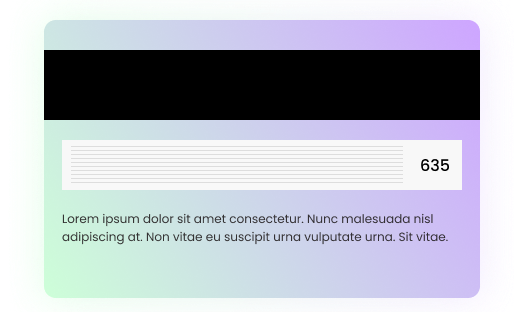 635
Lorem ipsum dolor sit amet consectetur. Nunc malesuada nisl
adipiscing at. Non vitae eu suscipit urna vulputate urna. Sit vitae.